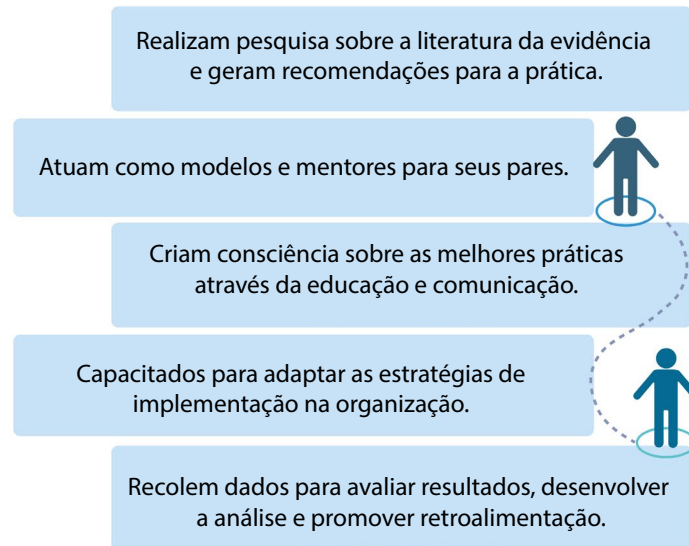 Realizam pesquisa sobre a literatura da evidência
e geram recomendações para a prática.
Atuam como modelos e mentores para seus pares.
Criam consciência sobre as melhores práticas
através da educação e comunicação.
Capacitados para adaptar as estratégias de
implementação na organização.
Recolem dados para avaliar resultados, desenvolver
a análise e promover retroalimentação.